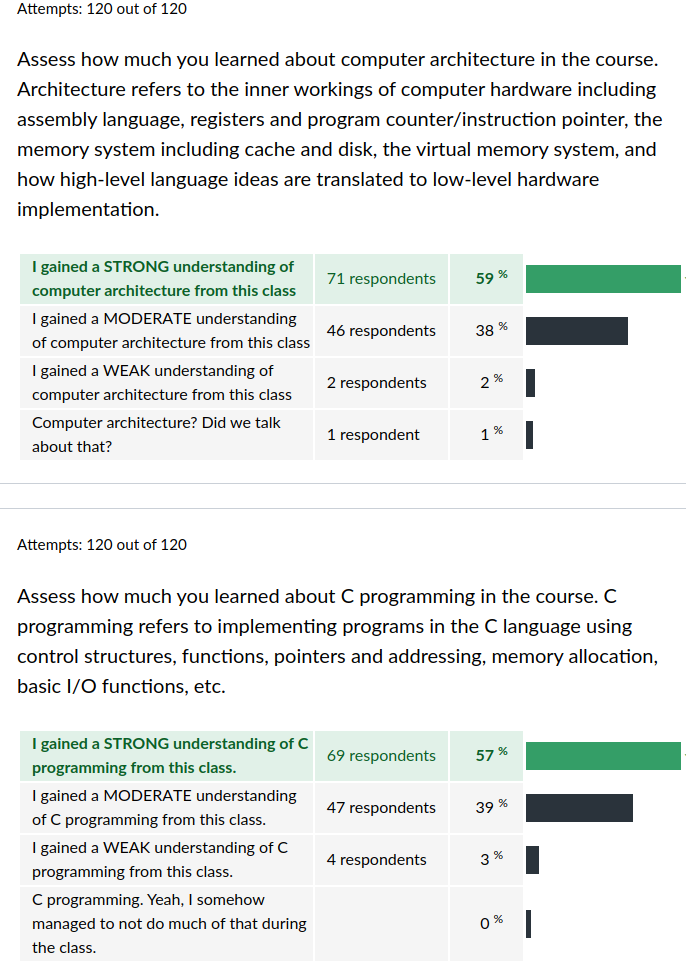 Attempts: 120 out of 120
Assess how much you learned about computer architecture in the course.
Architecture refers to the inner workings of computer hardware including
assembly language, registers and program counter/instruction pointer, the
memory system including cache and disk, the virtual memory system, and
how high-level language ideas are translated to low-level hardware
implementation.
I gained a STRONG understanding of
computer architecture from this class
71 respondents
59 %
I gained a MODERATE understanding
of computer architecture from this class
46 respondents
38 %
I gained a WEAK understanding of
computer architecture from this class
2 respondents
2 %
Computer architecture? Did we talk
about that?
1 respondent
1 %
Attempts: 120 out of 120
Assess how much you learned about C programming in the course. C
programming refers to implementing programs in the C language using
control structures, functions, pointers and addressing, memory allocation,
basic I/O functions, etc.
I gained a STRONG understanding of C
programming from this class.
69 respondents
57 %
I gained a MODERATE understanding
of C programming from this class.
47 respondents
39 %
I gained a WEAK understanding of C
programming from this class.
4 respondents
3 %
C programming. Yeah, I somehow
managed to not do much of that during
the class.
0 %